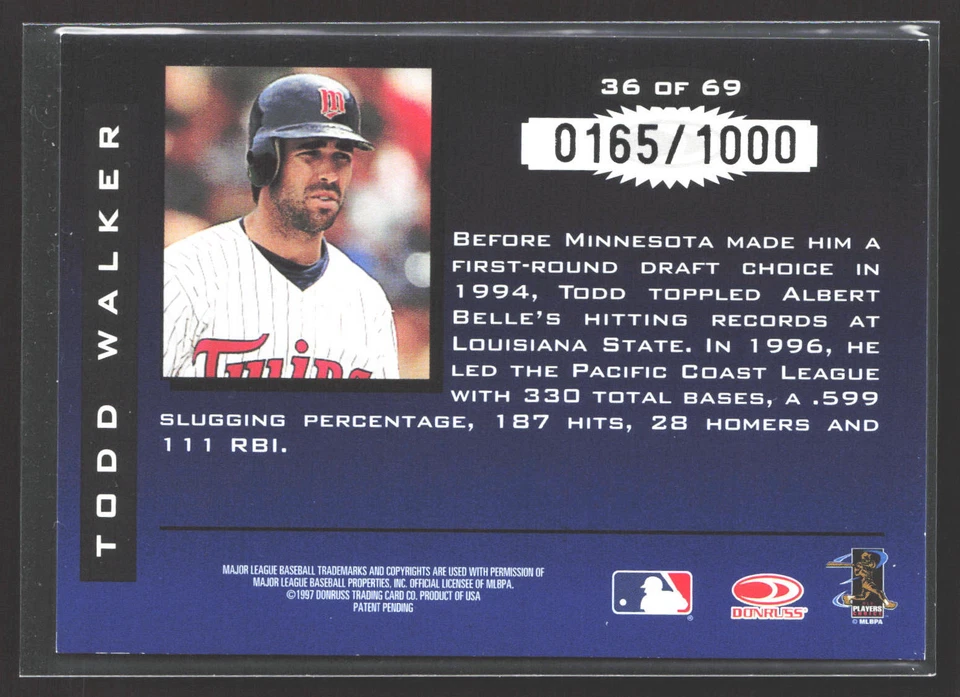 TODD WALKER
M
Twins
36 OF 69
0165/1000
BEFORE MINNESOTA MADE HIM A
FIRST-ROUND DRAFT CHOICE IN
1994, TODD TOPPLED ALBERT
BELLE'S HITTING RECORDS AT
LOUISIANA STATE. IN 1996, HE
LED THE PACIFIC COAST LEAGUE
WITH 330 TOTAL BASES, A .599
SLUGGING PERCENTAGE, 187 HITS, 28 HOMERS AND
111 RBI.
MAJOR LEAGUE BASEBALL TRADEMARKS AND COPYRIGHTS ARE USED WITH PERMISSION OF
MAJOR LEAGUE BASEBALL PROPERTIES, INC. OFFICIAL LICENSEE OF MLBPA.
©1997 DONRUSS TRADING CARD CO. PRODUCT OF USA
PATENT PENDING
®
DONRUSS
PLAYERS
CHOICE
© MLBPA